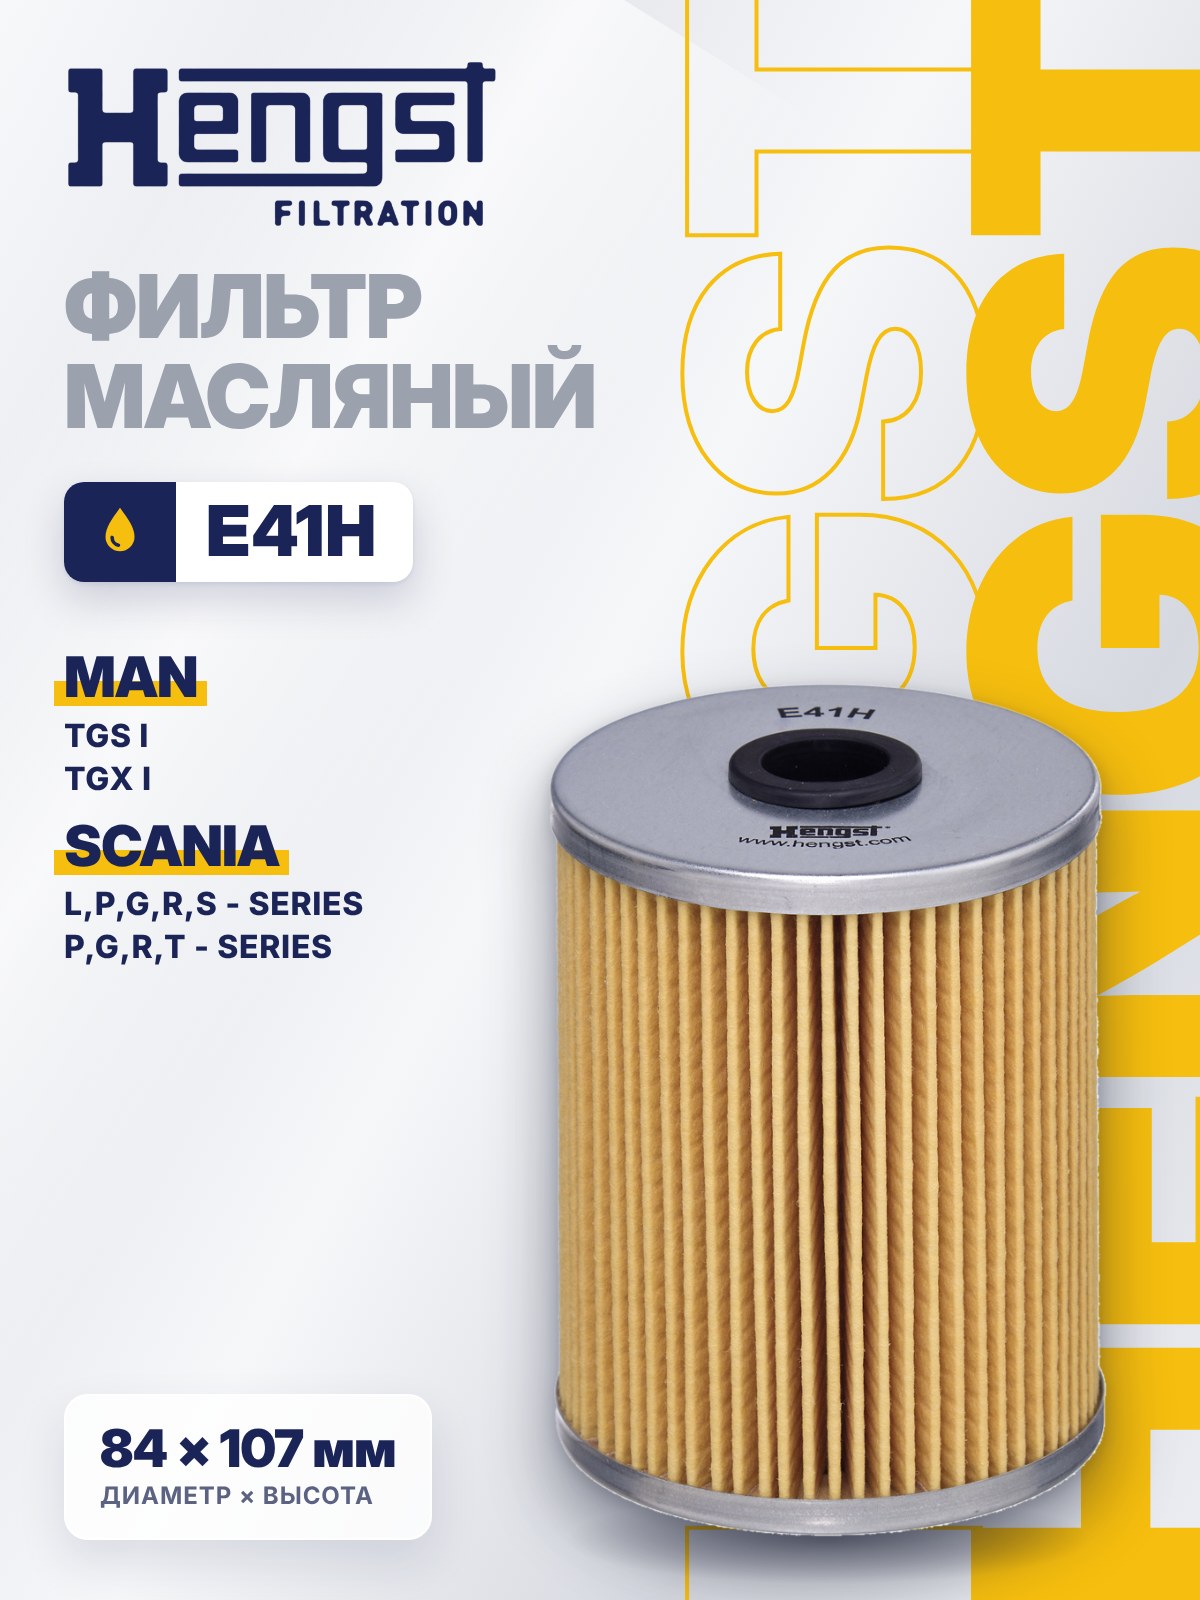 Hengst
FILTRATION
ФИЛЬТР
МАСЛЯНЫЙ
E41H
MAN
TGS I
TGX I
SCANIA
L,P,G,R,S - SERIES
P,G,R,T - SERIES
E41H
Hengst
www.hengst.com
84 × 107 мм
ДИАМЕТР × ВЫСОТА
HENGST
HENGST